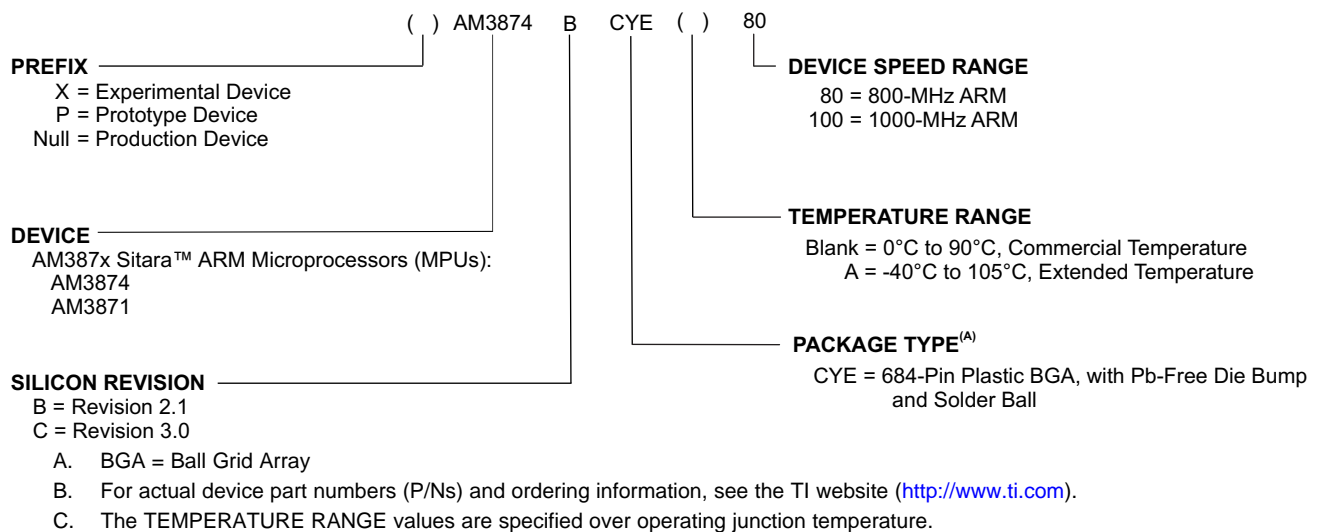 ( ) AM3874 B CYE ( ) 80
PREFIX
X = Experimental Device
P = Prototype Device
Null = Production Device
DEVICE SPEED RANGE
80 = 800-MHz ARM
100 = 1000-MHz ARM
DEVICE
AM387x Sitara™ ARM Microprocessors (MPUs):
AM3874
AM3871
TEMPERATURE RANGE
Blank = 0°C to 90°C, Commercial Temperature
A = -40°C to 105°C, Extended Temperature
PACKAGE TYPE(A)
CYE = 684-Pin Plastic BGA, with Pb-Free Die Bump
and Solder Ball
SILICON REVISION
B = Revision 2.1
C = Revision 3.0
A. BGA = Ball Grid Array
B. For actual device part numbers (P/Ns) and ordering information, see the TI website (http://www.ti.com).
C. The TEMPERATURE RANGE values are specified over operating junction temperature.